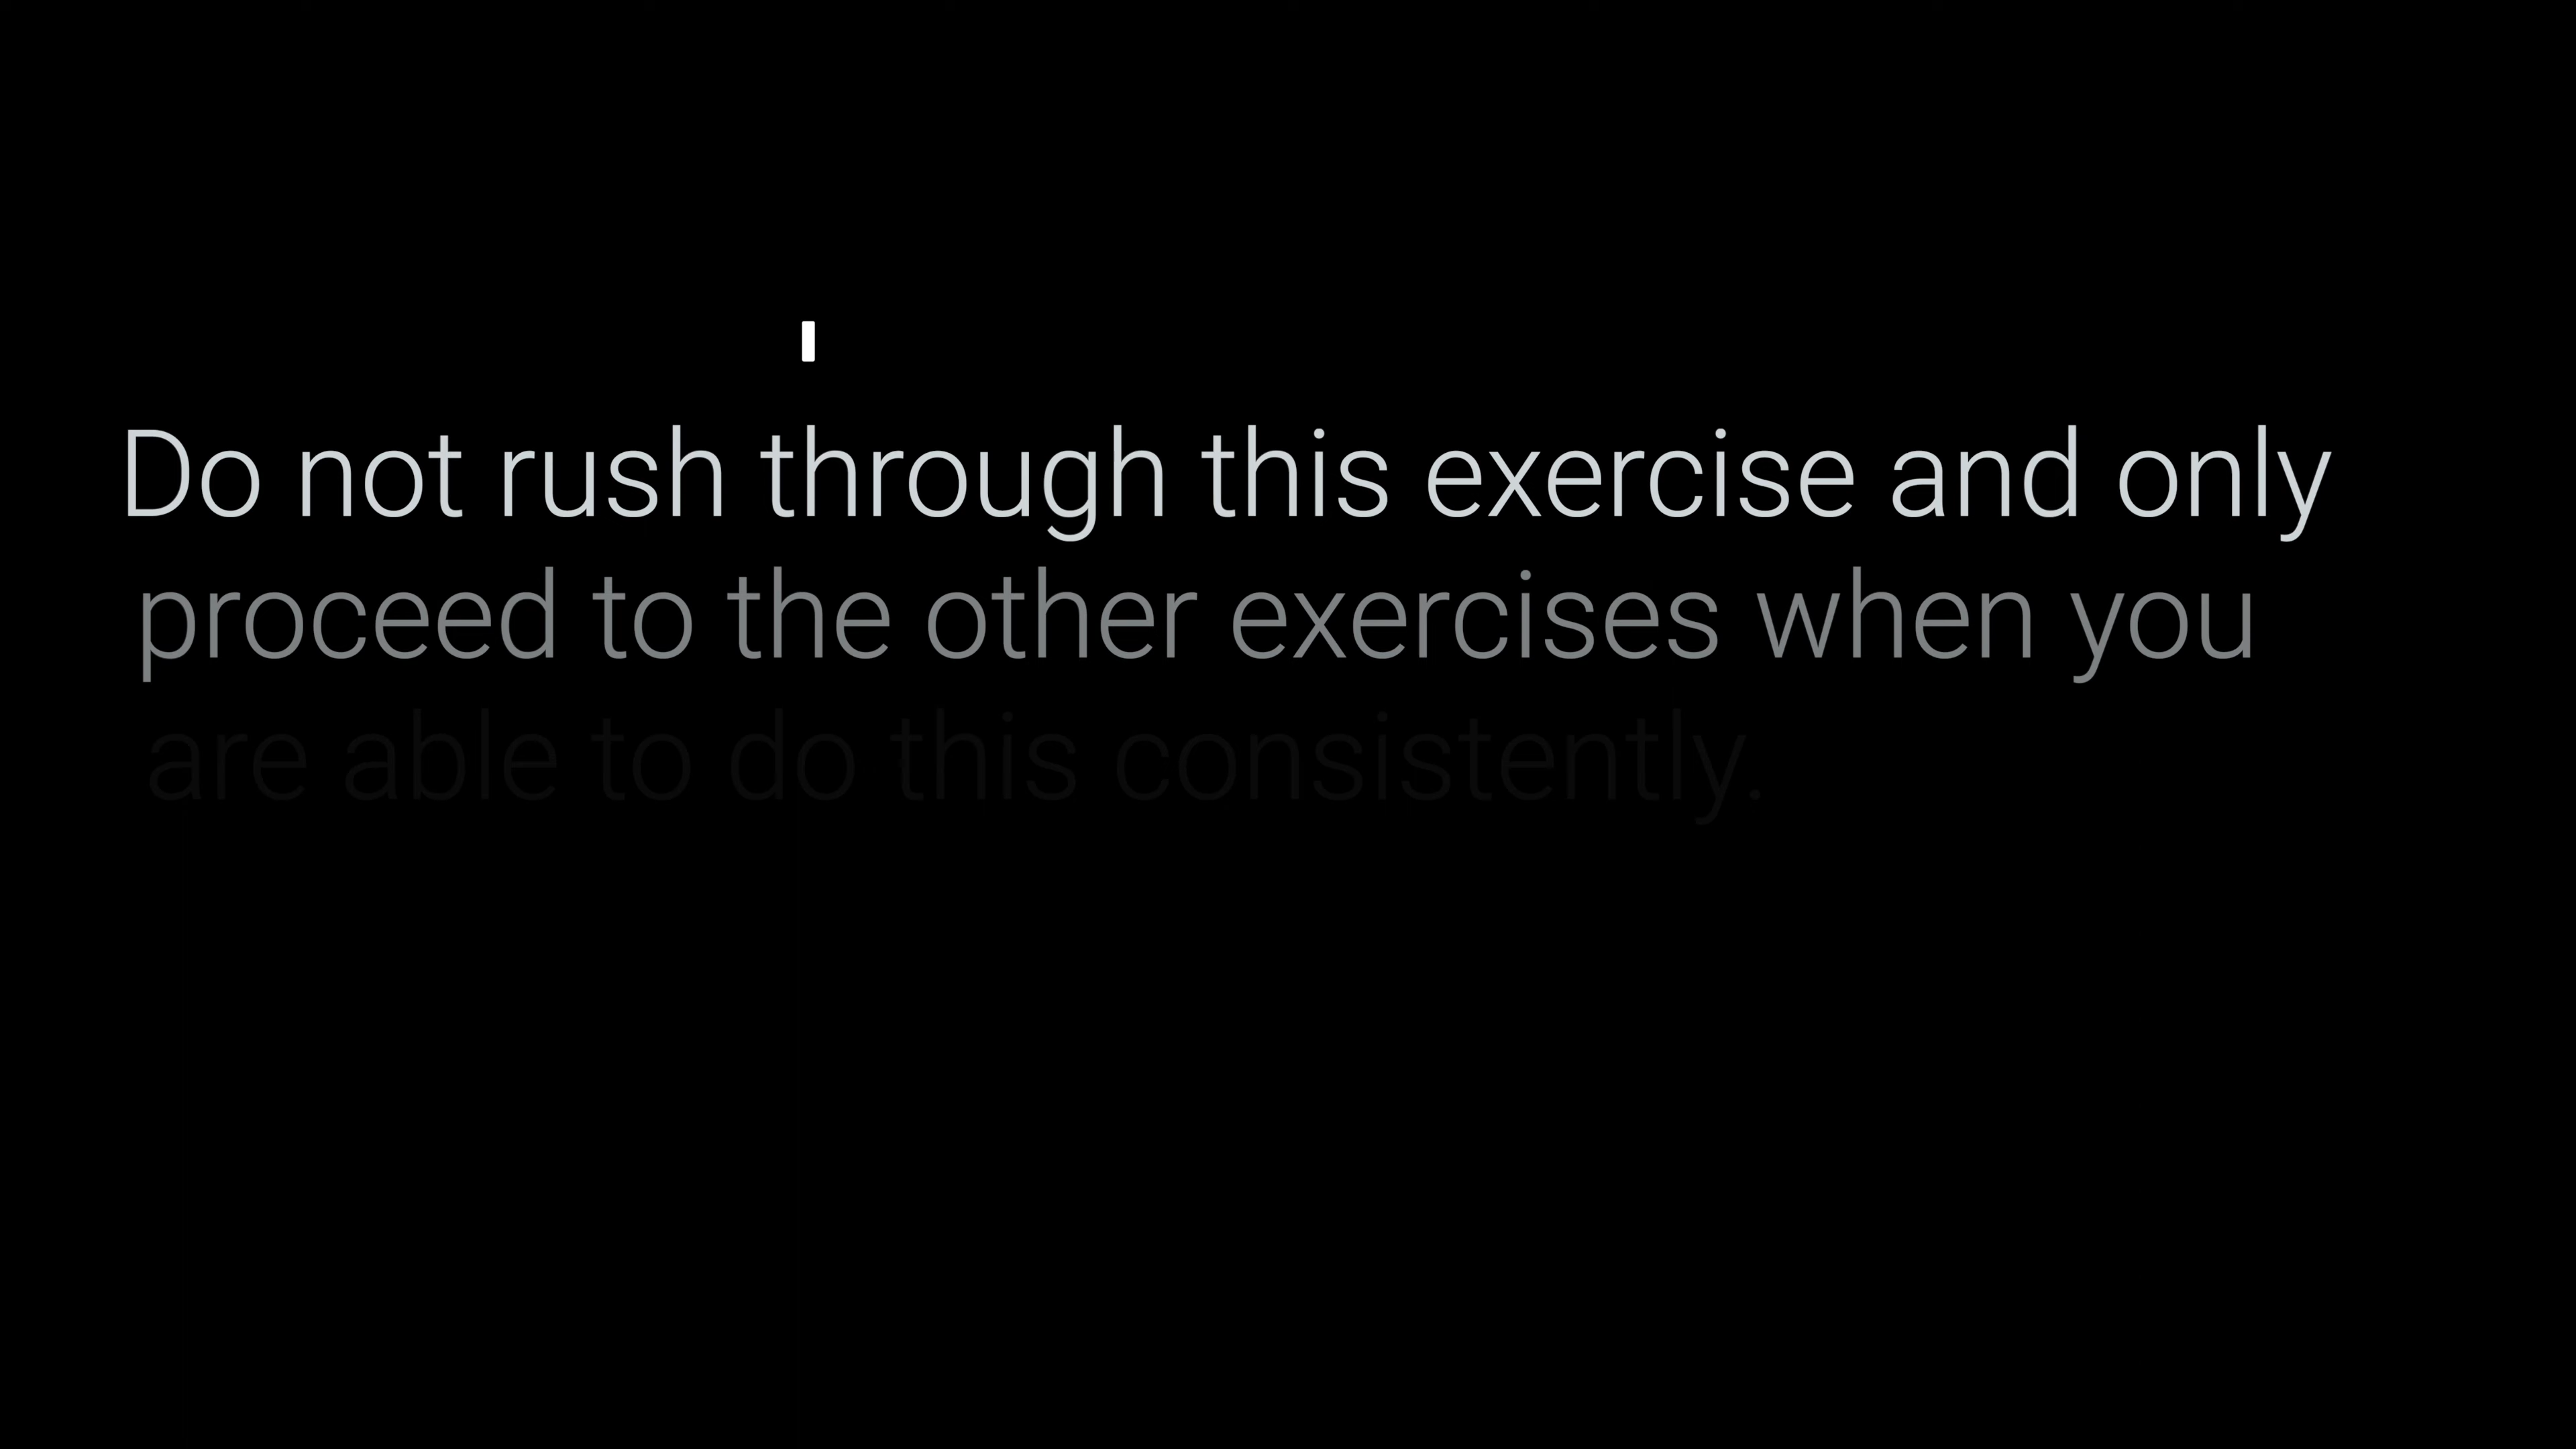 Do not rush through this exercise and only
proceed to the other exercises when you
are able to do this consistently.